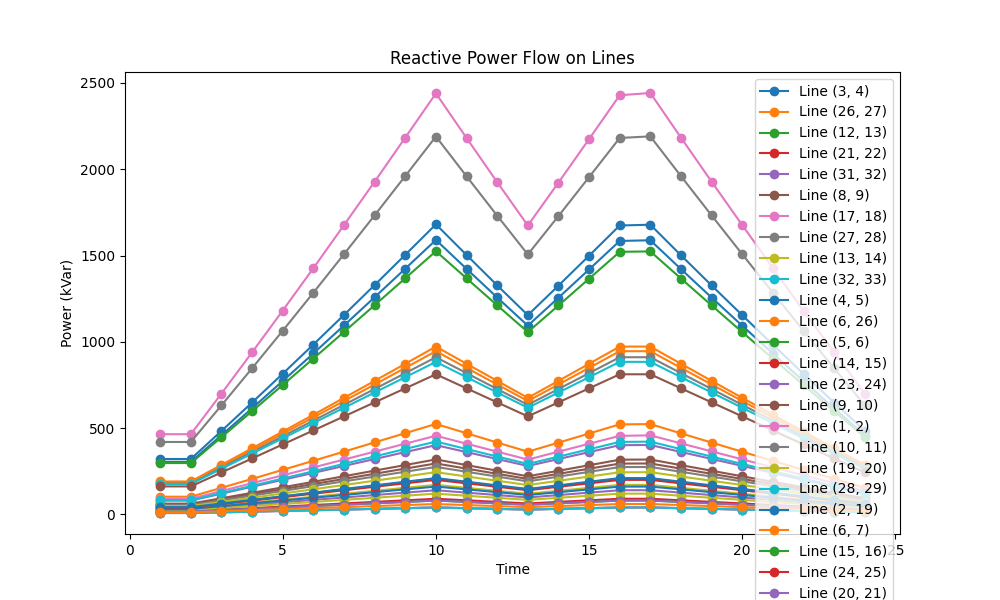 Reactive Power Flow on Lines
Power (kVar)
2500
2000
1500
1000
500
0
0
5
10
15
20
25
Time
Line (3, 4)
Line (26, 27)
Line (12, 13)
Line (21, 22)
Line (31, 32)
Line (8, 9)
Line (17, 18)
Line (27, 28)
Line (13, 14)
Line (32, 33)
Line (4, 5)
Line (6, 26)
Line (5, 6)
Line (14, 15)
Line (23, 24)
Line (9, 10)
Line (1, 2)
Line (10, 11)
Line (19, 20)
Line (28, 29)
Line (2, 19)
Line (6, 7)
Line (15, 16)
Line (24, 25)
Line (20, 21)